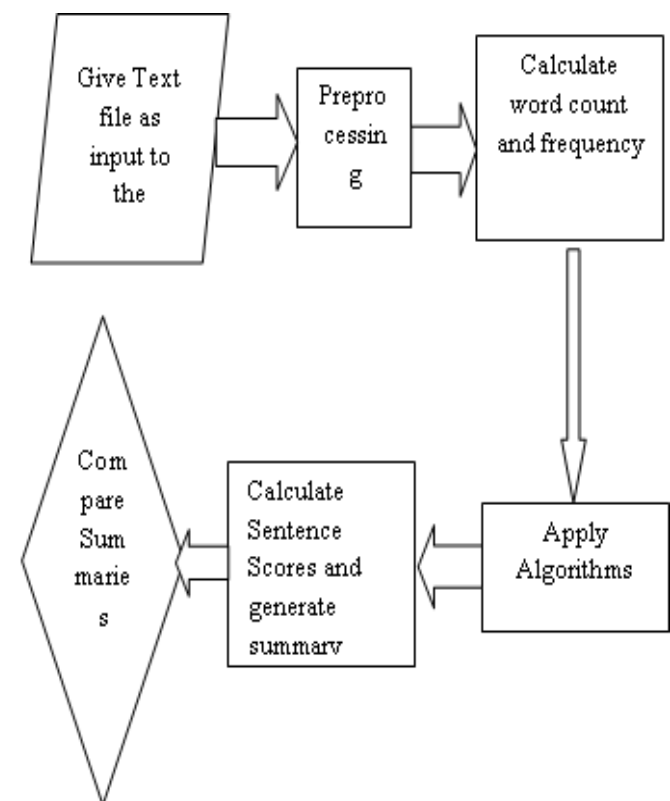 Give Text
file as
input to
the
Prepro
cessin
g
Calculate
word count
and frequency
Apply
Algorithms
Calculate
Sentence
Scores and
generate
summary
Com
pare
Sum
marie
s